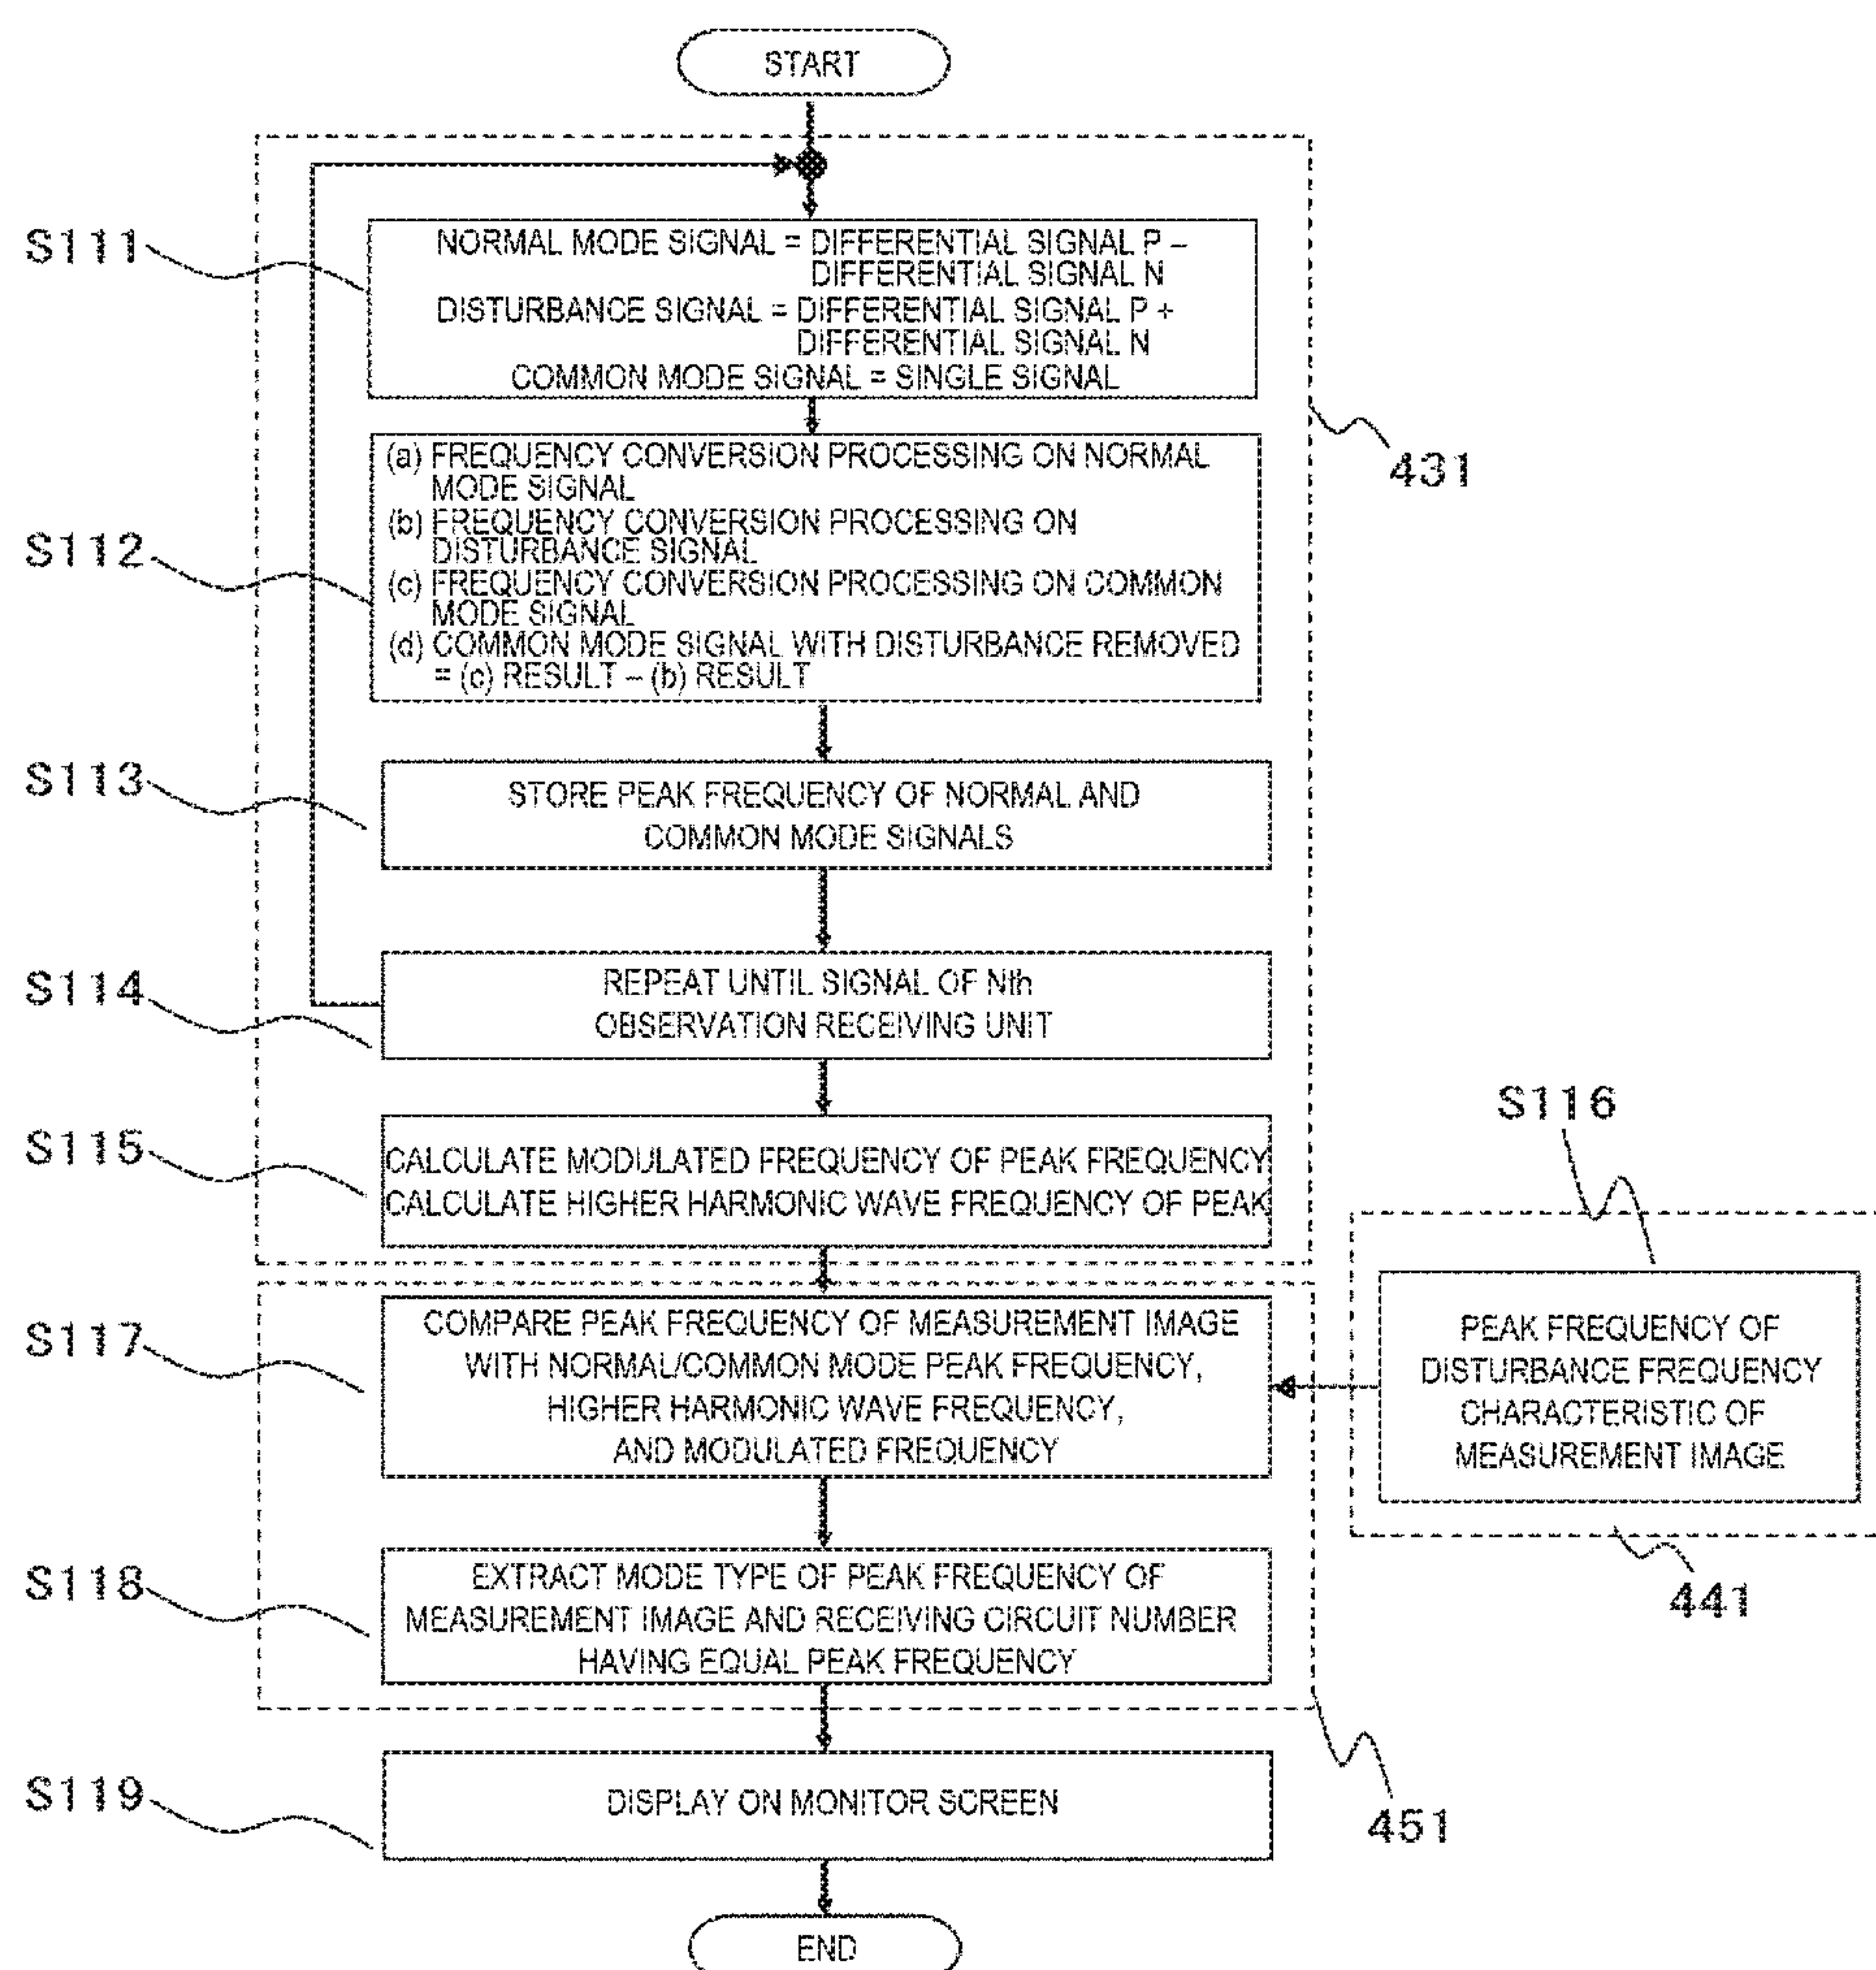 START
S111
NORMAL MODE SIGNAL = DIFFERENTIAL SIGNAL P –
DIFFERENTIAL SIGNAL N
DISTURBANCE SIGNAL = DIFFERENTIAL SIGNAL P +
DIFFERENTIAL SIGNAL N
COMMON MODE SIGNAL = SINGLE SIGNAL
431
S112
(a) FREQUENCY CONVERSION PROCESSING ON NORMAL
MODE SIGNAL
(b) FREQUENCY CONVERSION PROCESSING ON
DISTURBANCE SIGNAL
(c) FREQUENCY CONVERSION PROCESSING ON COMMON
MODE SIGNAL
(d) COMMON MODE SIGNAL WITH DISTURBANCE REMOVED
= (c) RESULT – (b) RESULT
S113
STORE PEAK FREQUENCY OF NORMAL AND
COMMON MODE SIGNALS
S114
REPEAT UNTIL SIGNAL OF Nth
OBSERVATION RECEIVING UNIT
S115
CALCULATE MODULATED FREQUENCY OF PEAK FREQUENCY
CALCULATE HIGHER HARMONIC WAVE FREQUENCY OF PEAK
S116
PEAK FREQUENCY OF
DISTURBANCE FREQUENCY
CHARACTERISTIC OF
MEASUREMENT IMAGE
441
S117
COMPARE PEAK FREQUENCY OF MEASUREMENT IMAGE
WITH NORMAL/COMMON MODE PEAK FREQUENCY,
HIGHER HARMONIC WAVE FREQUENCY,
AND MODULATED FREQUENCY
S118
EXTRACT MODE TYPE OF PEAK FREQUENCY OF
MEASUREMENT IMAGE AND RECEIVING CIRCUIT NUMBER
HAVING EQUAL PEAK FREQUENCY
451
S119
DISPLAY ON MONITOR SCREEN
END